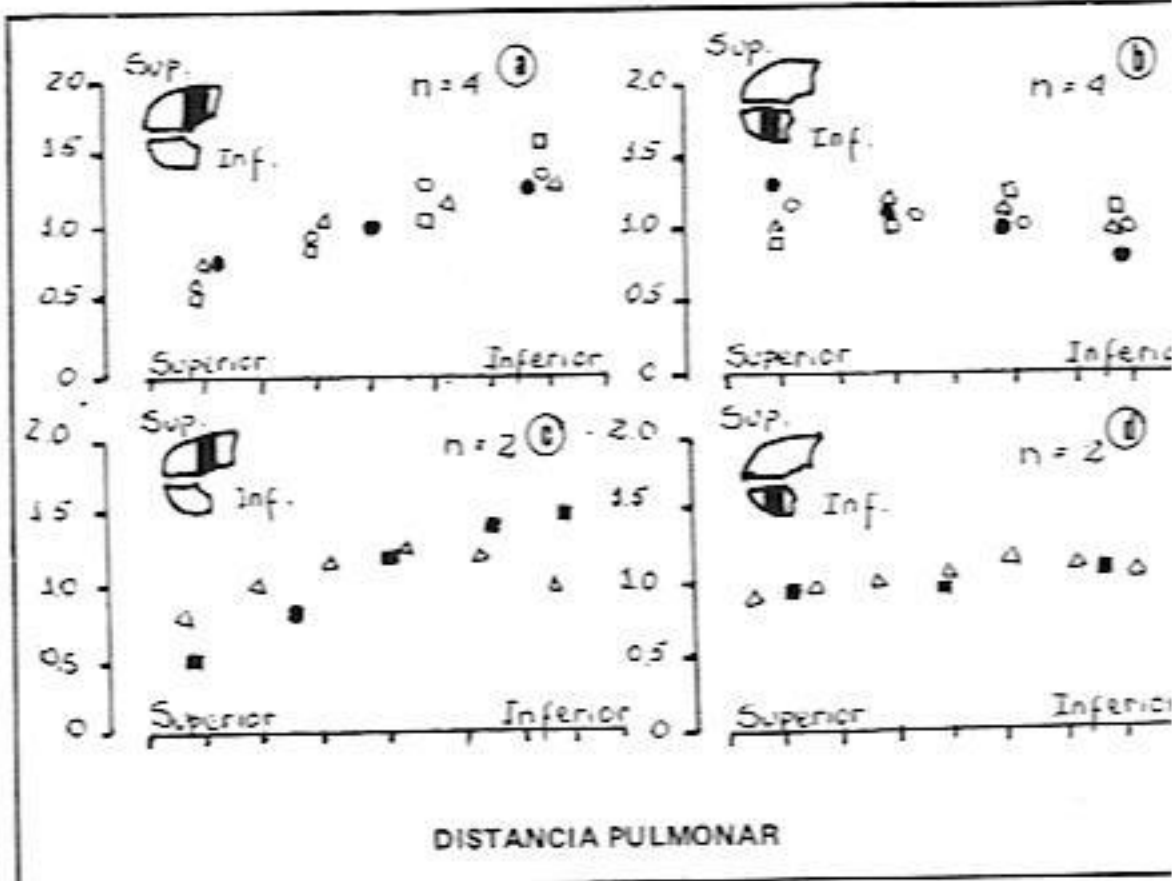 Sup.
n = 4
a
2.0
Inf.
1.5
1.0
0.5
Superior
Inferior
0
Sup.
n = 4
b
2.0
Inf.
1.5
1.0
0.5
Superior
Inferio
0
Sup.
n = 2
c
2.0
Inf.
1.5
1.0
0.5
Superior
Inferior
0
Sup.
n = 2
d
2.0
Inf.
1.5
1.0
0.5
Superior
Inferior
0
DISTANCIA PULMONAR